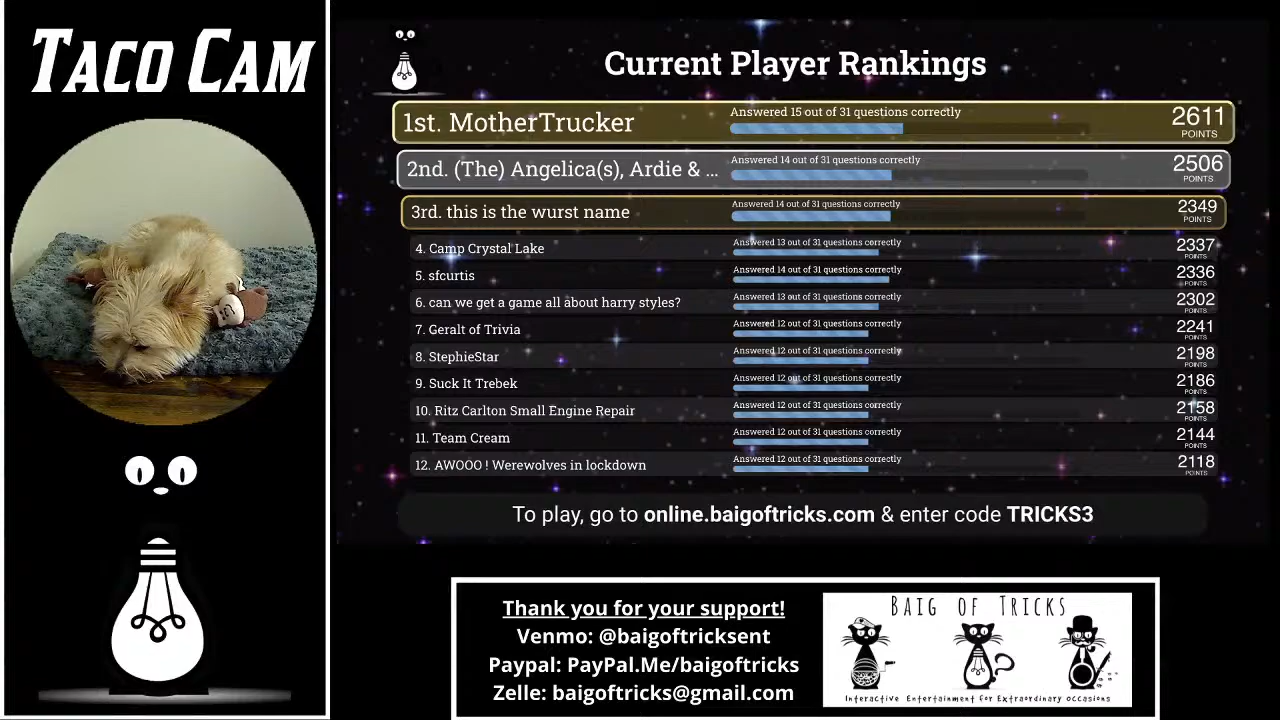 TACO CAM
Current Player Rankings
1st. MotherTrucker
Answered 15 out of 31 questions correctly
2611
POINTS
2nd. (The) Angelica(s), Ardie & ...
Answered 14 out of 31 questions correctly
2506
POINTS
3rd. this is the wurst name
Answered 14 out of 31 questions correctly
2349
POINTS
4. Camp Crystal Lake
Answered 13 out of 31 questions correctly
2337
POINTS
5. sfcurtis
Answered 14 out of 31 questions correctly
2336
POINTS
6. can we get a game all about harry styles?
Answered 13 out of 31 questions correctly
2302
POINTS
7. Geralt of Trivia
Answered 12 out of 31 questions correctly
2241
POINTS
8. StephieStar
Answered 12 out of 31 questions correctly
2198
POINTS
9. Suck It Trebek
Answered 12 out of 31 questions correctly
2186
POINTS
10. Ritz Carlton Small Engine Repair
Answered 12 out of 31 questions correctly
2158
POINTS
11. Team Cream
Answered 12 out of 31 questions correctly
2144
POINTS
12. AWOOO ! Werewolves in lockdown
Answered 12 out of 31 questions correctly
2118
POINTS
To play, go to online.baigoftricks.com & enter code TRICKS3
Thank you for your support!
Venmo: @baigoftricksent
Paypal: PayPal.Me/baigoftricks
Zelle: baigoftricks@gmail.com
BAIG OF TRICKS
Interactive Entertainment for Extraordinary occasions